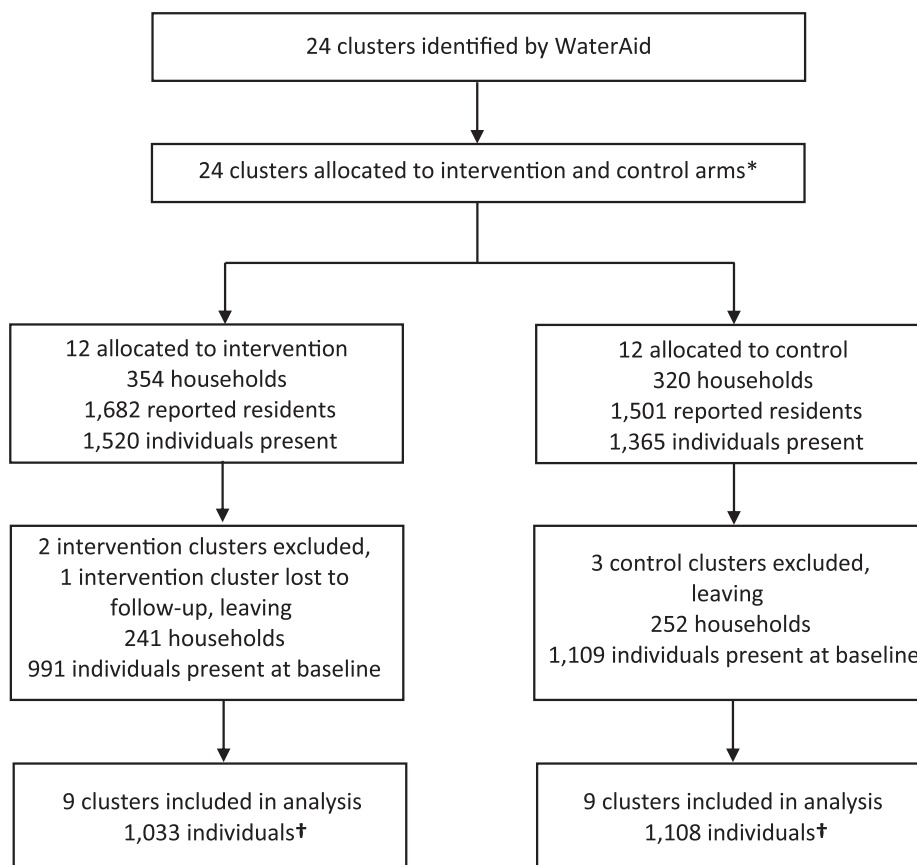 24 clusters identified by WaterAid
24 clusters allocated to intervention and control arms*
12 allocated to intervention
354 households
1,682 reported residents
1,520 individuals present
12 allocated to control
320 households
1,501 reported residents
1,365 individuals present
2 intervention clusters excluded,
1 intervention cluster lost to
follow-up, leaving
241 households
991 individuals present at baseline
3 control clusters excluded,
leaving
252 households
1,109 individuals present at baseline
9 clusters included in analysis
1,033 individuals†
9 clusters included in analysis
1,108 individuals†